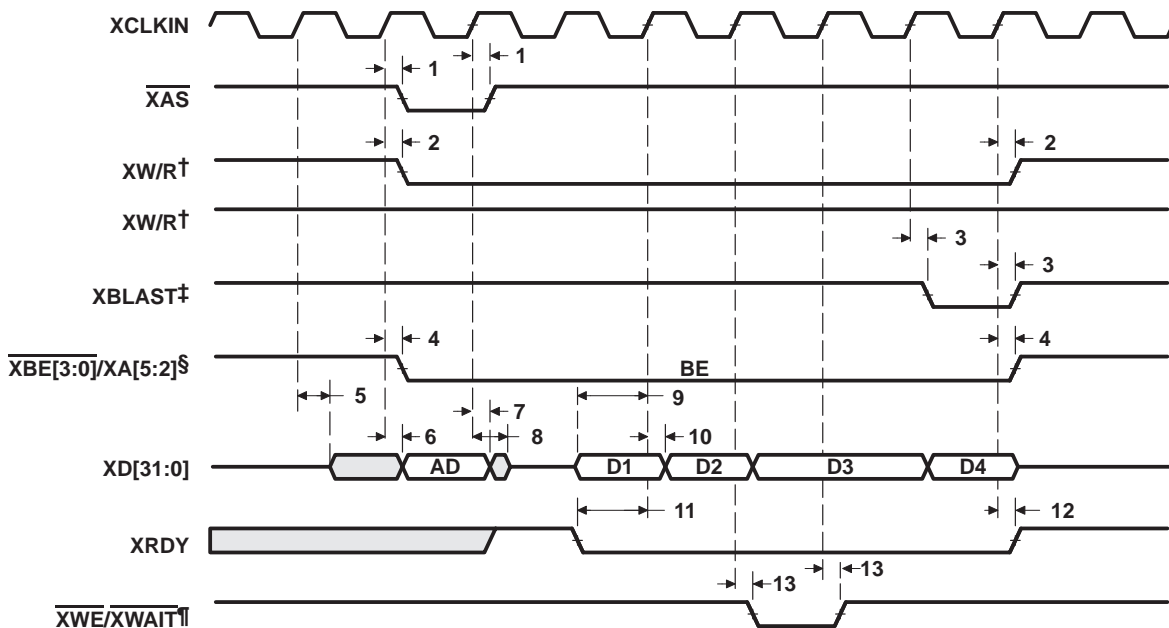 XCLKIN
1
1
XAS
2
2
XW/R†
XW/R†
3
3
XBLAST‡
4
4
XBE[3:0]/XA[5:2]§
BE
5
9
7
6
8
10
XD[31:0]
AD
D1
D2
D3
D4
11
12
XRDY
13
13
XWE/XWAIT¶